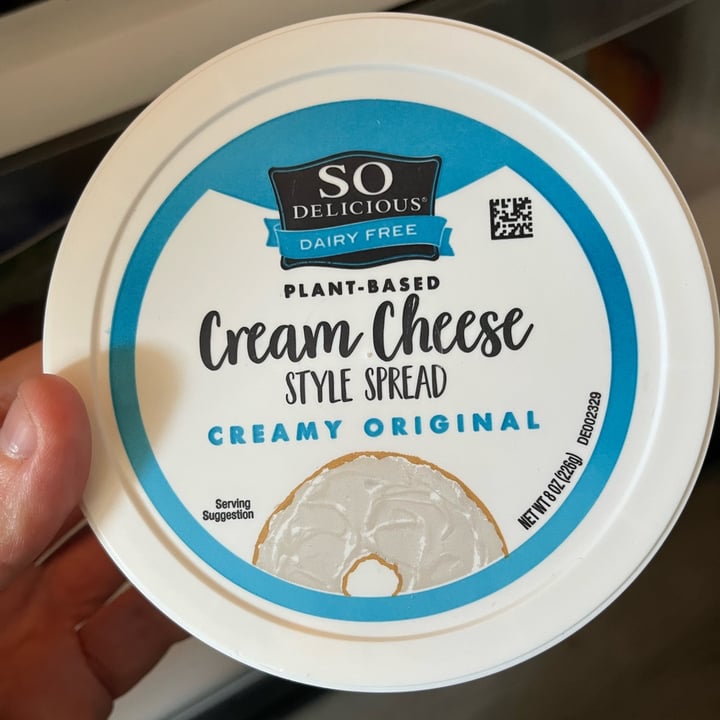 SO
DELICIOUS®
DAIRY FREE
PLANT-BASED
Cream Cheese
STYLE SPREAD
CREAMY ORIGINAL
Serving
Suggestion
NET WT 8 OZ (226g)
DE002329